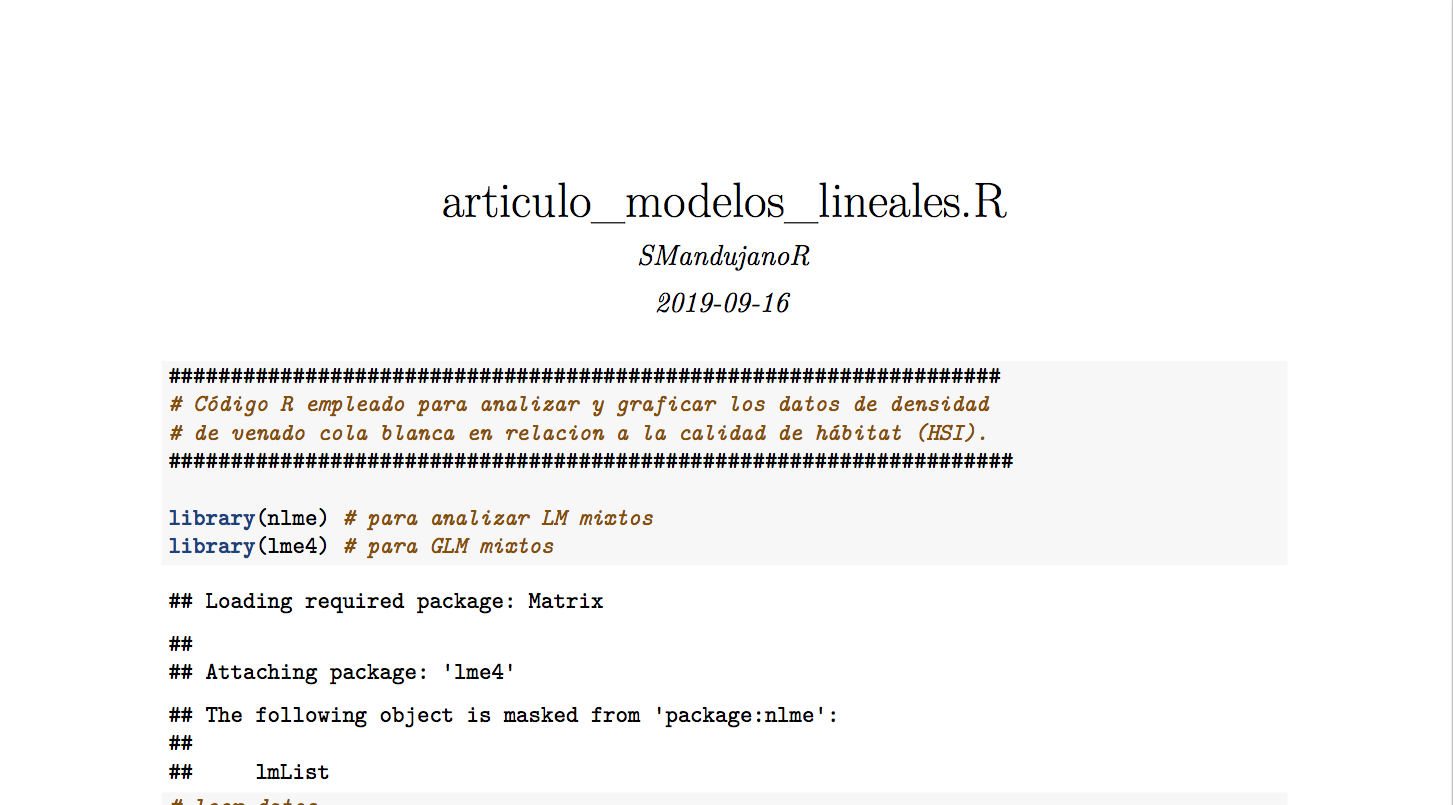 articulo_modelos_lineales.R
SMandujanoR
2019-09-16
###################################################################
# Código R empleado para analizar y graficar los datos de densidad
# de venado cola blanca en relacion a la calidad de hábitat (HSI).
####################################################################
library(nlme) # para analizar LM mixtos
library(lme4) # para GLM mixtos
## Loading required package: Matrix
##
## Attaching package: 'lme4'
## The following object is masked from 'package:nlme':
##
##     lmList
# leer datos